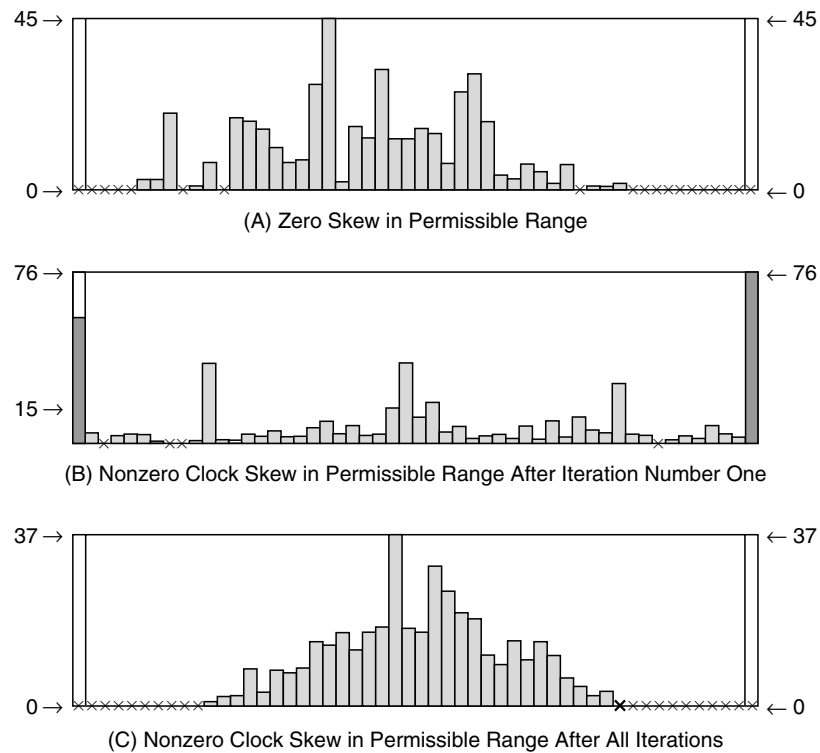 45 → ← 45
0 → ← 0
(A) Zero Skew in Permissible Range
76 → ← 76
15 →
(B) Nonzero Clock Skew in Permissible Range After Iteration Number One
37 → ← 37
0 → ← 0
(C) Nonzero Clock Skew in Permissible Range After All Iterations